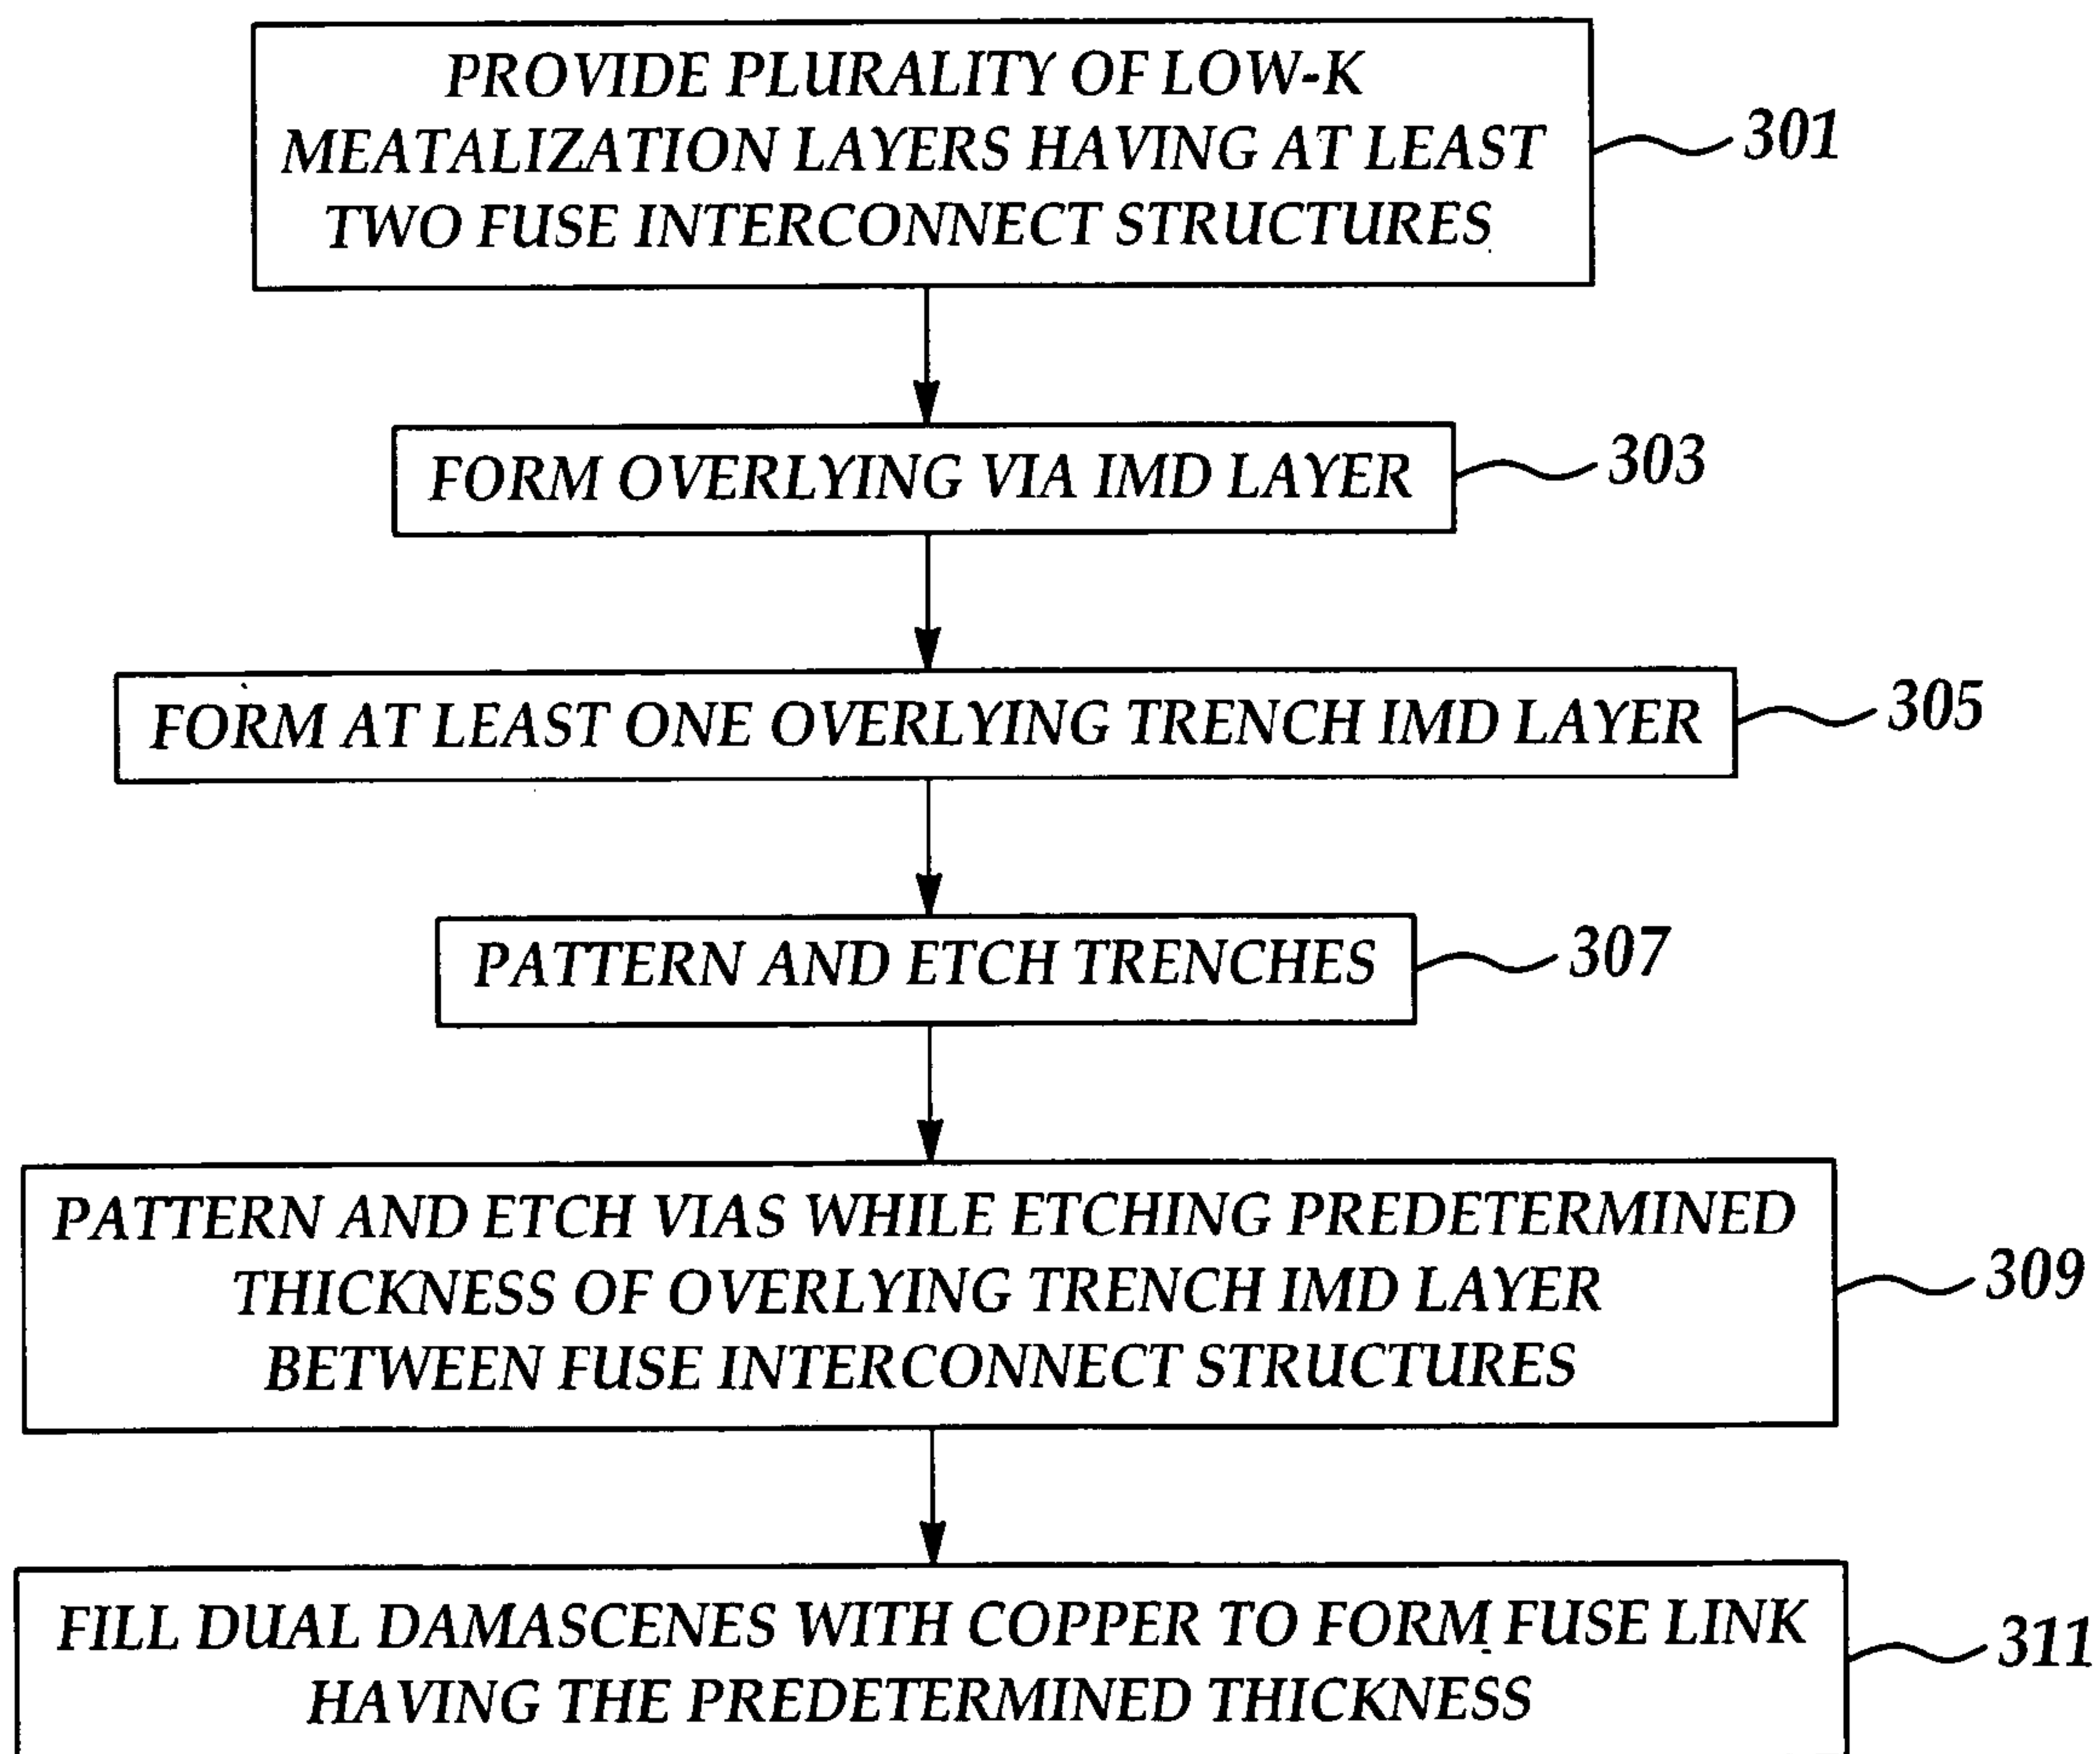 PROVIDE PLURALITY OF LOW-K
MEATALIZATION LAYERS HAVING AT LEAST
TWO FUSE INTERCONNECT STRUCTURES
301
FORM OVERLYING VIA IMD LAYER
303
FORM AT LEAST ONE OVERLYING TRENCH IMD LAYER
305
PATTERN AND ETCH TRENCHES
307
PATTERN AND ETCH VIAS WHILE ETCHING PREDETERMINED
THICKNESS OF OVERLYING TRENCH IMD LAYER
BETWEEN FUSE INTERCONNECT STRUCTURES
309
FILL DUAL DAMASCENES WITH COPPER TO FORM FUSE LINK
HAVING THE PREDETERMINED THICKNESS
311